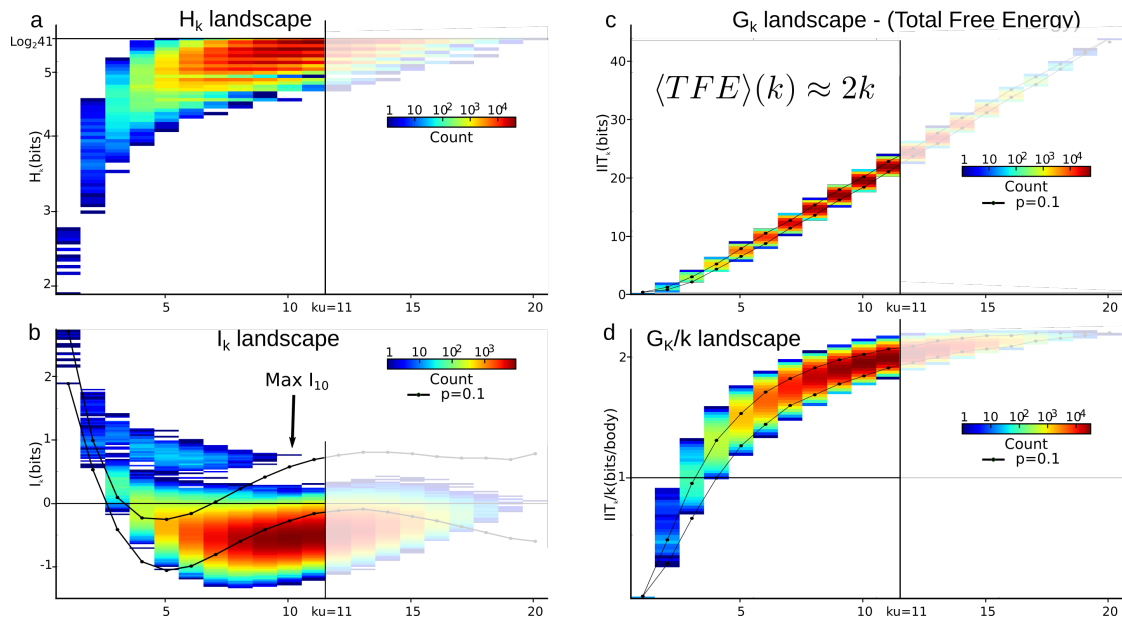 a
H_k landscape
Log₂41
5
4
3
2
H_k(bits)
1 10 10² 10³ 10⁴
Count
5 10 ku=11 15 20
b
I_k landscape
2
1
0
-1
I_k(bits)
1 10 10² 10³
Count
p=0.1
Max I₁₀
5 10 ku=11 15 20
c
G_k landscape - (Total Free Energy)
⟨TFE⟩(k) ≈ 2k
40
30
20
10
0
IIT_k(bits)
1 10 10² 10³ 10⁴
Count
p=0.1
5 10 ku=11 15 20
d
G_K/k landscape
2
1
IIT_k/k(bits/body)
1 10 10² 10³ 10⁴
Count
p=0.1
5 10 ku=11 15 20